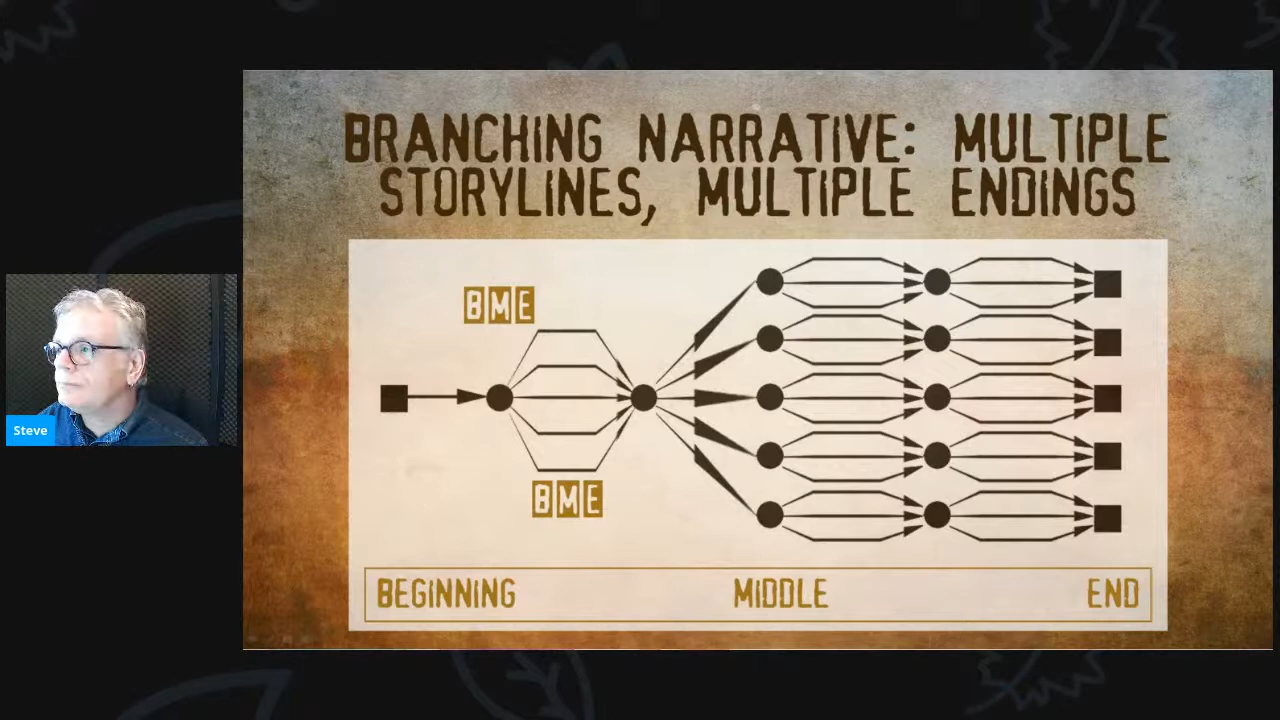 BRANCHING NARRATIVE: MULTIPLE
STORYLINES, MULTIPLE ENDINGS
BME
BME
Steve
BEGINNING MIDDLE END